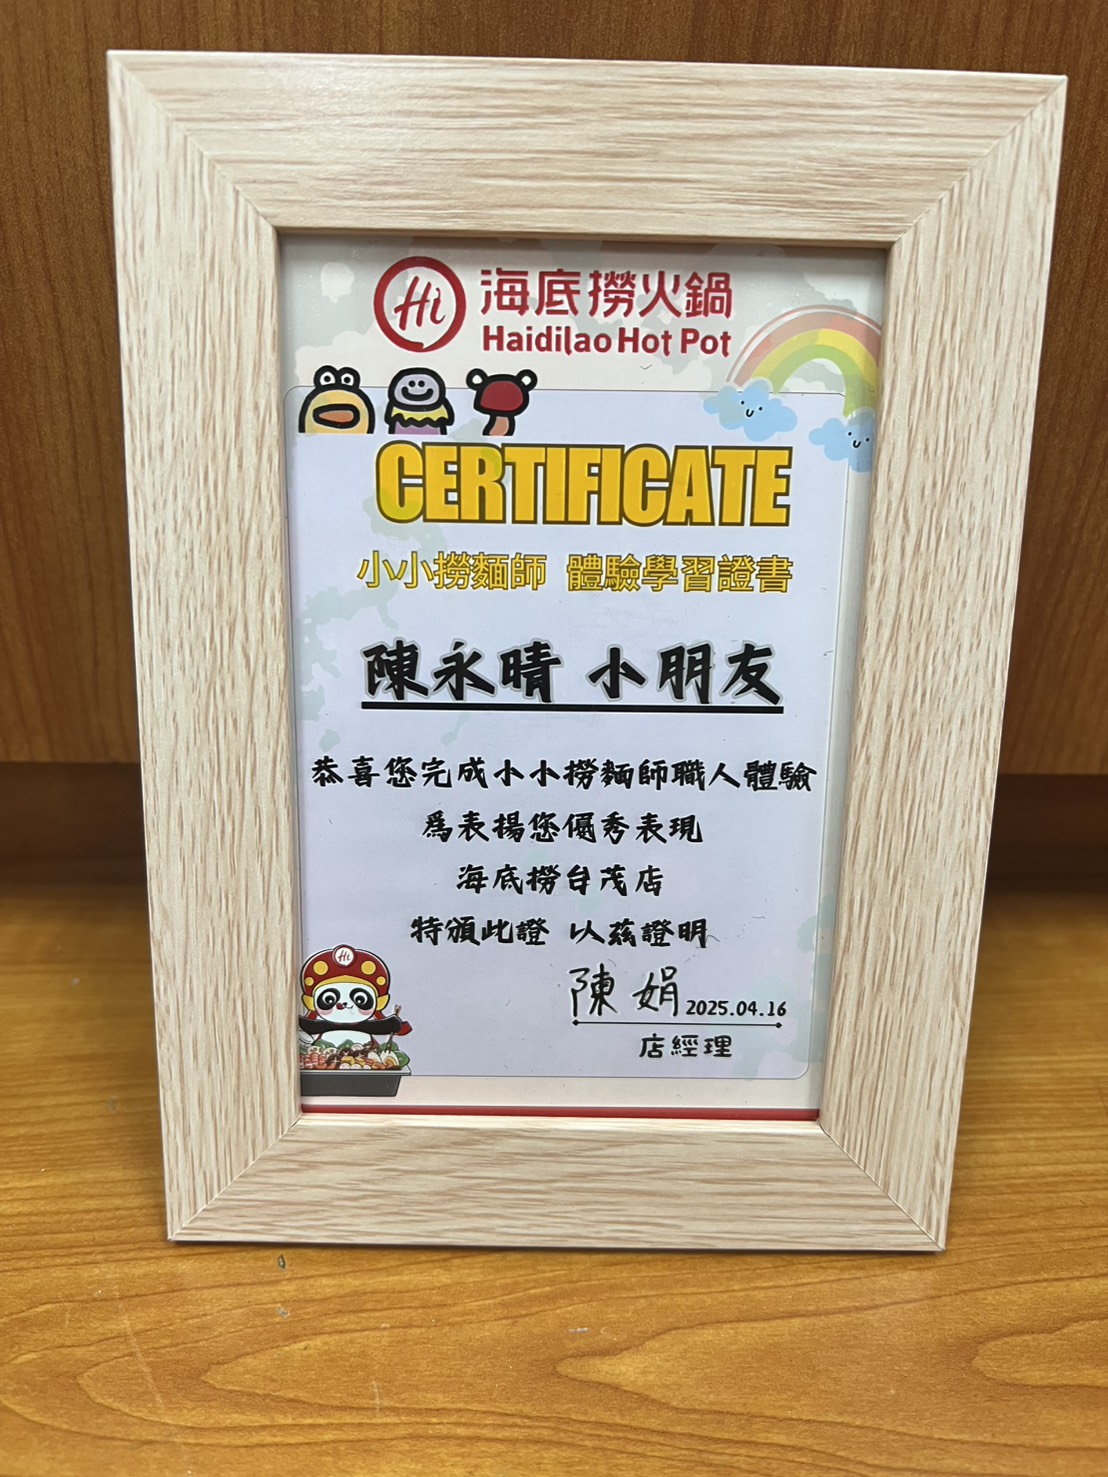 Hi 海底撈火鍋
Haidilao Hot Pot
CERTIFICATE
小小撈麵師 體驗學習證書
陳永晴 小朋友
恭喜您完成小小撈麵師職人體驗
為表揚您優秀表現
海底撈台茂店
特頒此證 以茲證明
陳 娟 2025.04.16
店經理
Hi